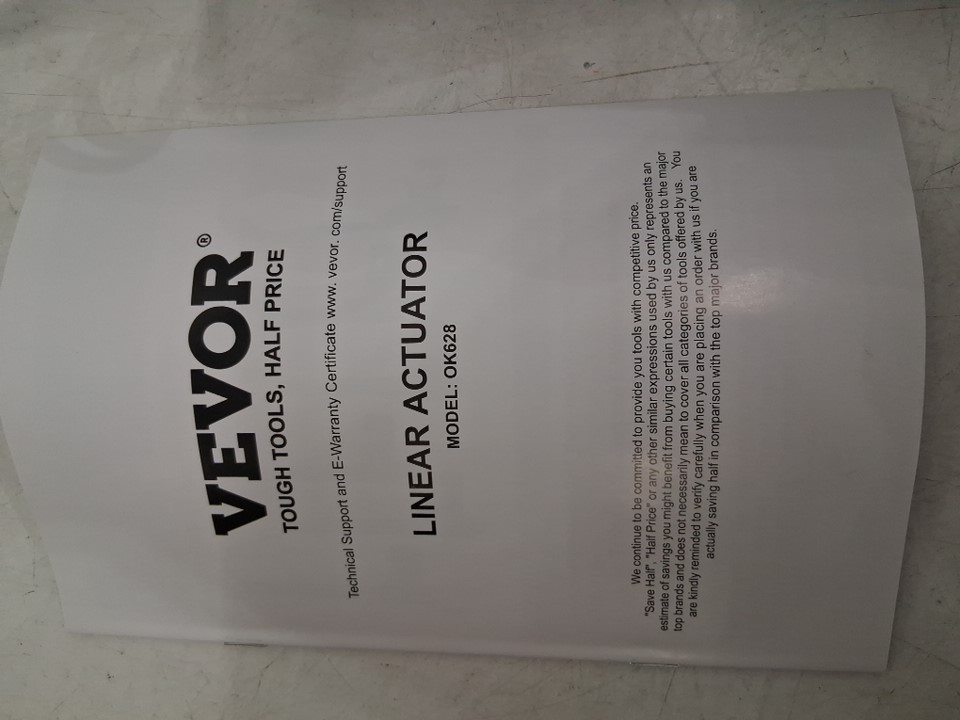 VEVOR®
TOUGH TOOLS, HALF PRICE
Technical Support and E-Warranty Certificate www. vevor. com/support
LINEAR ACTUATOR
MODEL: OK628
We continue to be committed to provide you tools with competitive price.
"Save Half", "Half Price" or any other similar expressions used by us only represents an
estimate of savings you might benefit from buying certain tools with us compared to the major
top brands and does not necessarily mean to cover all categories of tools offered by us. You
are kindly reminded to verify carefully when you are placing an order with us if you are
actually saving half in comparison with the top major brands.